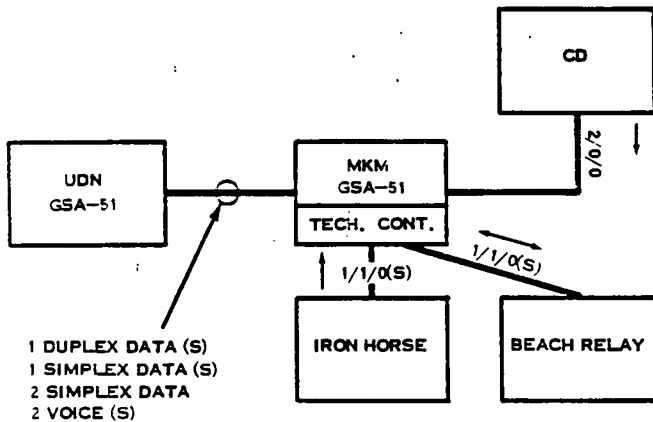 CD
2/0/0
UDN
GSA-51
MKM
GSA-51
TECH. CONT.
1/1/0(S)
1/1/0(S)
IRON HORSE
BEACH RELAY
1 DUPLEX DATA (S)
1 SIMPLEX DATA (S)
2 SIMPLEX DATA
2 VOICE (S)